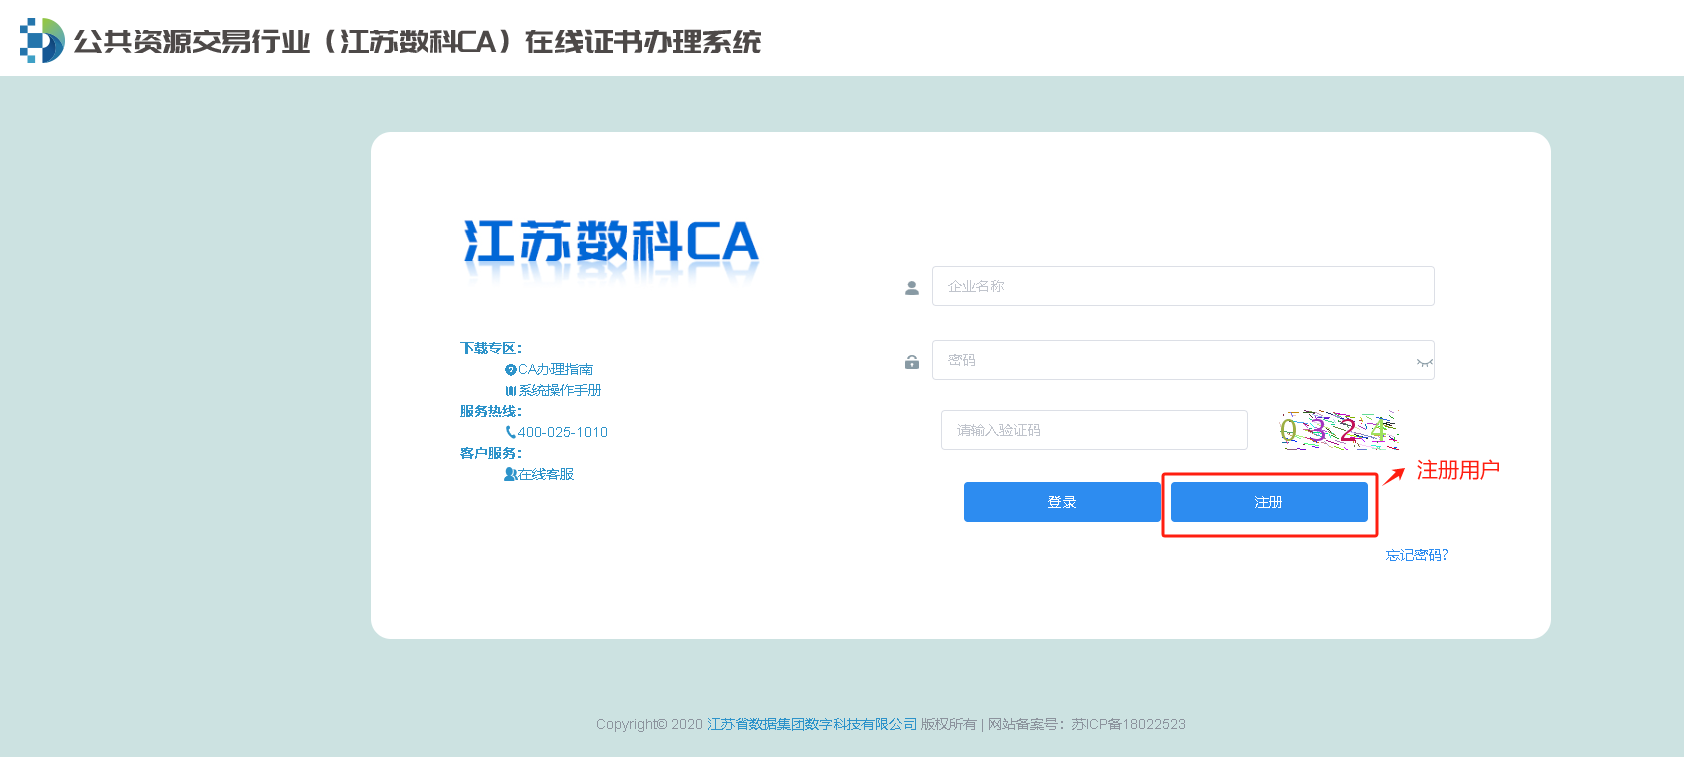 公共资源交易行业（江苏数科CA）在线证书办理系统
江苏数科CA
企业名称
下载专区：
CA办理指南
系统操作手册
服务热线：
400-025-1010
客户服务：
在线客服
密码
请输入验证码
0324
注册用户
登录
注册
忘记密码?
Copyright© 2020 江苏省数据集团数字科技有限公司 版权所有 | 网站备案号：苏ICP备18022523